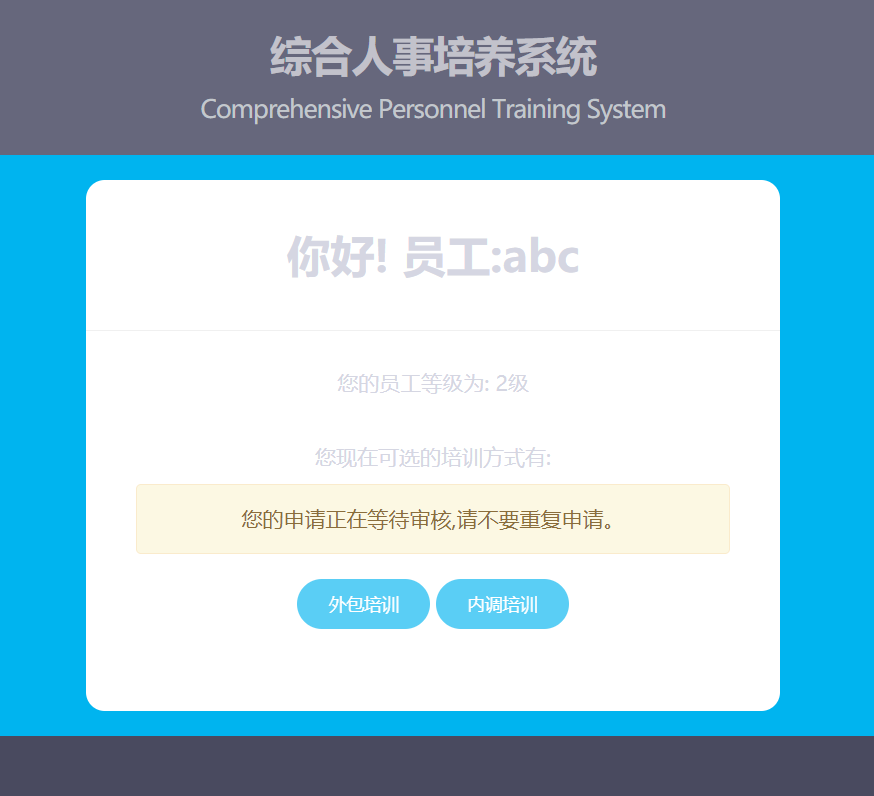 综合人事培养系统
Comprehensive Personnel Training System
你好! 员工:abc
您的员工等级为: 2级
您现在可选的培训方式有:
您的申请正在等待审核,请不要重复申请。
外包培训 内调培训